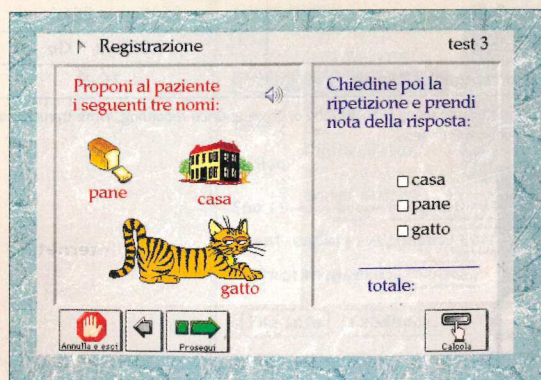 Registrazione
test 3
Proponi al paziente
i seguenti tre nomi:
pane
casa
gatto
Chiedine poi la
ripetizione e prendi
nota della risposta:
casa
pane
gatto
totale:
Annulla e esci
Prosegui
Calcola